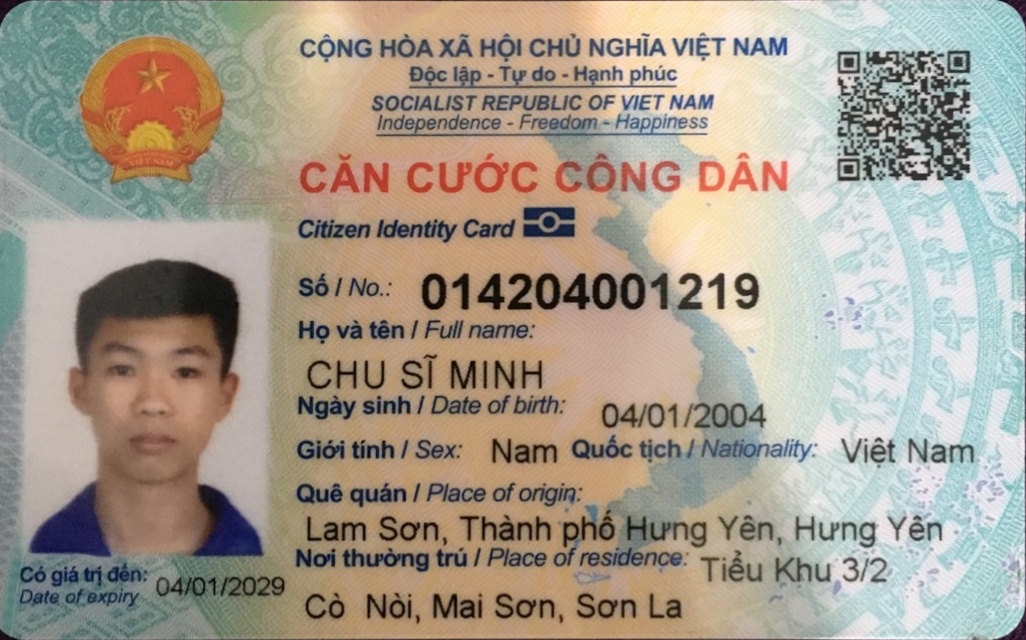 CỘNG HÒA XÃ HỘI CHỦ NGHĨA VIỆT NAM
Độc lập - Tự do - Hạnh phúc
SOCIALIST REPUBLIC OF VIET NAM
Independence - Freedom - Happiness
CĂN CƯỚC CÔNG DÂN
Citizen Identity Card
VIỆT NAM
Số / No.: 014204001219
Họ và tên / Full name:
CHU SĨ MINH
Ngày sinh / Date of birth: 04/01/2004
Giới tính / Sex: Nam Quốc tịch / Nationality: Việt Nam
Quê quán / Place of origin:
Lam Sơn, Thành phố Hưng Yên, Hưng Yên
Nơi thường trú / Place of residence: Tiểu Khu 3/2
Cò Nòi, Mai Sơn, Sơn La
Có giá trị đến: 04/01/2029
Date of expiry